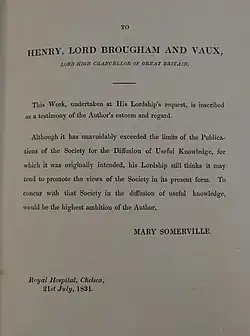 TO
HENRY, LORD BROUGHAM AND VAUX,
LORD HIGH CHANCELLOR OF GREAT BRITAIN,
This Work, undertaken at His Lordship's request, is inscribed
as a testimony of the Author's esteem and regard.
Although it has unavoidably exceeded the limits of the Publica-
tions of the Society for the Diffusion of Useful Knowledge, for
which it was originally intended, his Lordship still thinks it may
tend to promote the views of the Society in its present form. To
concur with that Society in the diffusion of useful knowledge,
would be the highest ambition of the Author,
MARY SOMERVILLE.
Royal Hospital, Chelsea,
21st July, 1831.